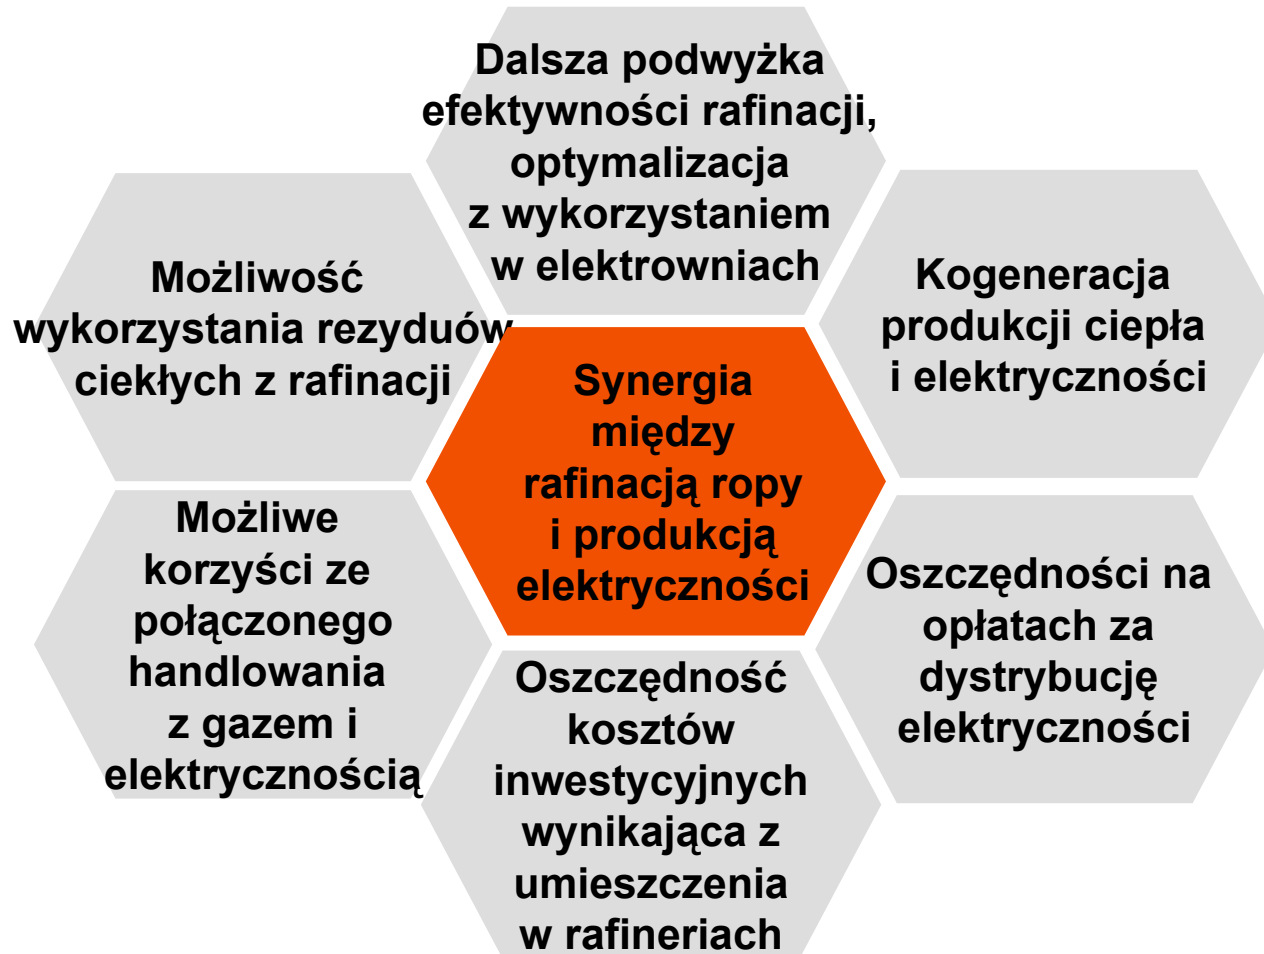 Dalsza podwyżka
efektywności rafinacji,
optymalizacja
z wykorzystaniem
w elektrowniach
Możliwość
wykorzystania rezyduów
ciekłych z rafinacji
Kogeneracja
produkcji ciepła
i elektryczności
Synergia
między
rafinacją ropy
i produkcją
elektryczności
Możliwe
korzyści ze
połączonego
handlowania
z gazem i
elektrycznością
Oszczędności na
opłatach za
dystrybucję
elektryczności
Oszczędność
kosztów
inwestycyjnych
wynikająca z
umieszczenia
w rafineriach